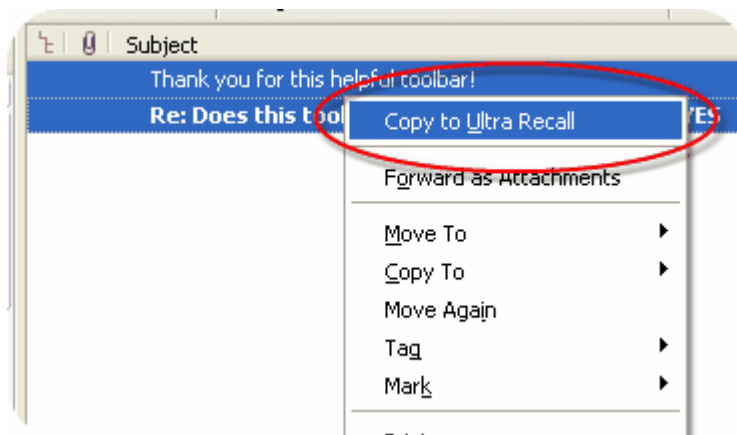 Subject
Thank you for this helpful toolbar!
Re: Does this tool YES
Copy to Ultra Recall
Forward as Attachments
Move To
Copy To
Move Again
Tag
Mark